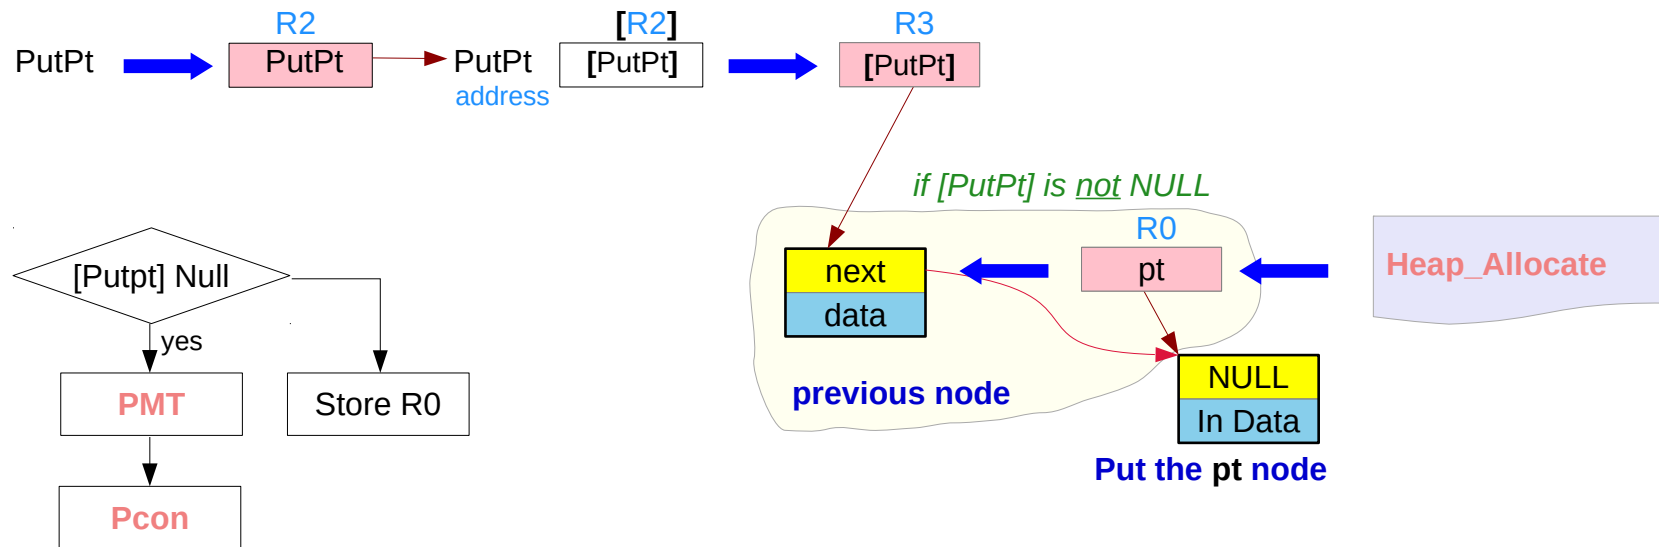 R2
[R2]
R3
PutPt
PutPt
PutPt
[PutPt]
[PutPt]
address
if [PutPt] is not NULL
R0
[Putpt] Null
next
pt
Heap_Allocate
data
yes
PMT
Store R0
previous node
NULL
In Data
Put the pt node
Pcon